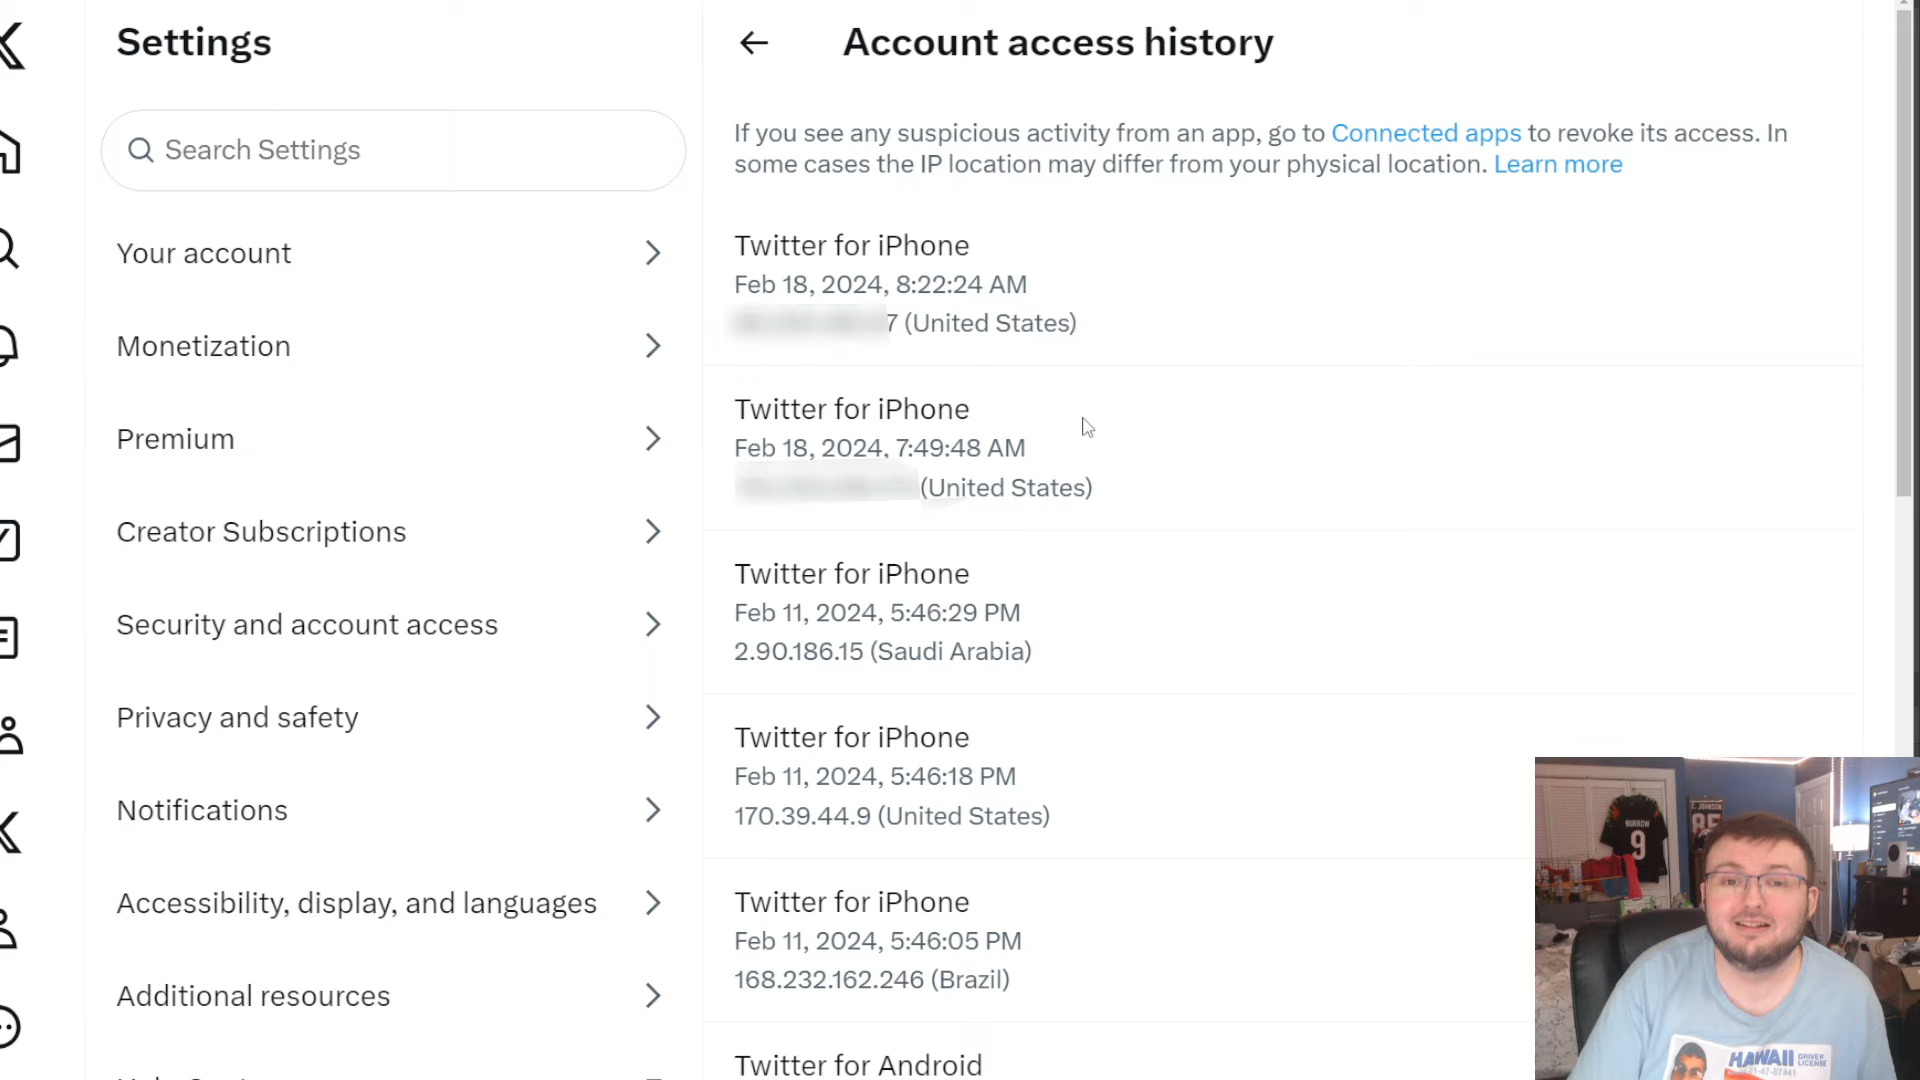 Settings
Search Settings
Your account
Monetization
Premium
Creator Subscriptions
Security and account access
Privacy and safety
Notifications
Accessibility, display, and languages
Additional resources
Account access history
If you see any suspicious activity from an app, go to Connected apps to revoke its access. In
some cases the IP location may differ from your physical location. Learn more
Twitter for iPhone
Feb 18, 2024, 8:22:24 AM
7 (United States)
Twitter for iPhone
Feb 18, 2024, 7:49:48 AM
(United States)
Twitter for iPhone
Feb 11, 2024, 5:46:29 PM
2.90.186.15 (Saudi Arabia)
Twitter for iPhone
Feb 11, 2024, 5:46:18 PM
170.39.44.9 (United States)
Twitter for iPhone
Feb 11, 2024, 5:46:05 PM
168.232.162.246 (Brazil)
Twitter for Android
BURROW
9
C. JOHNSON
85
HAWAII
DRIVER
LICENSE